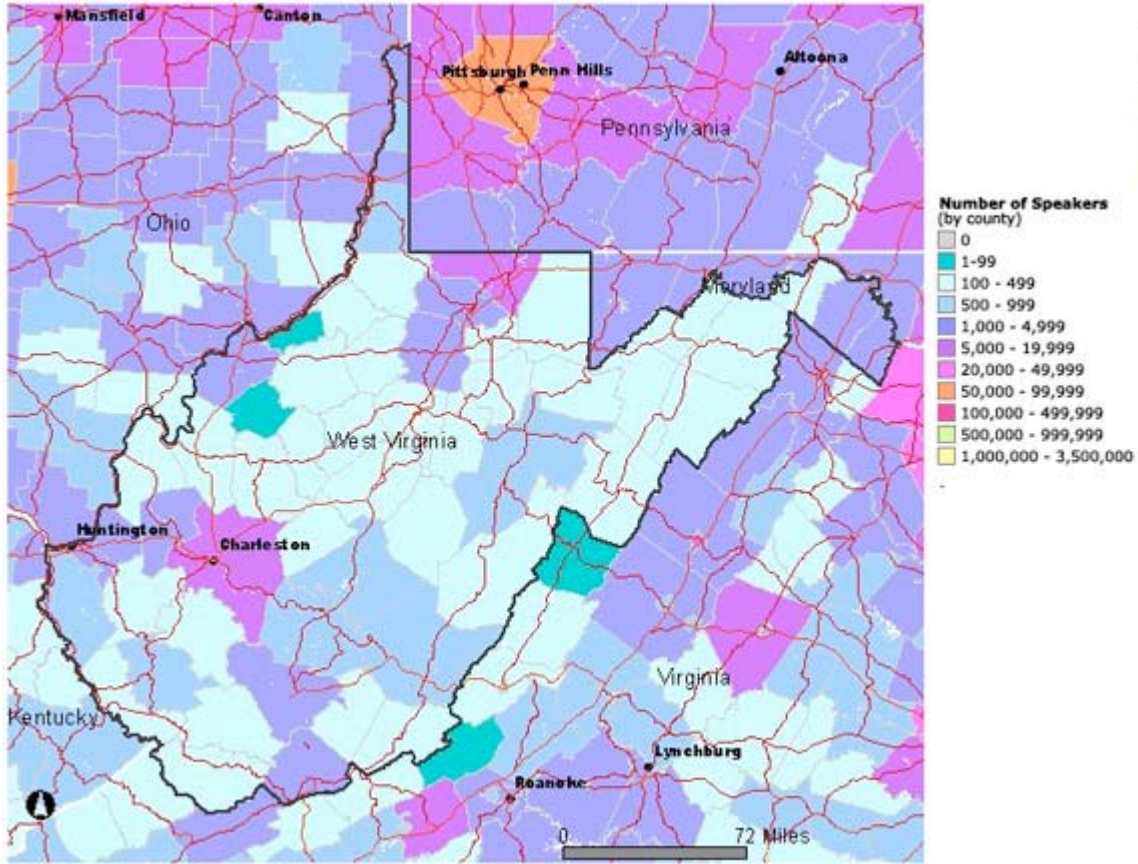 Mansfield
Canton
Altoona
Pittsburgh
Penn Hills
Pennsylvania
Ohio
Maryland
West Virginia
Huntington
Charleston
Virginia
Kentucky
Lynchburg
Roanoke
0 72 Miles
Number of Speakers
(by county)
0
1-99
100 - 499
500 - 999
1,000 - 4,999
5,000 - 19,999
20,000 - 49,999
50,000 - 99,999
100,000 - 499,999
500,000 - 999,999
1,000,000 - 3,500,000